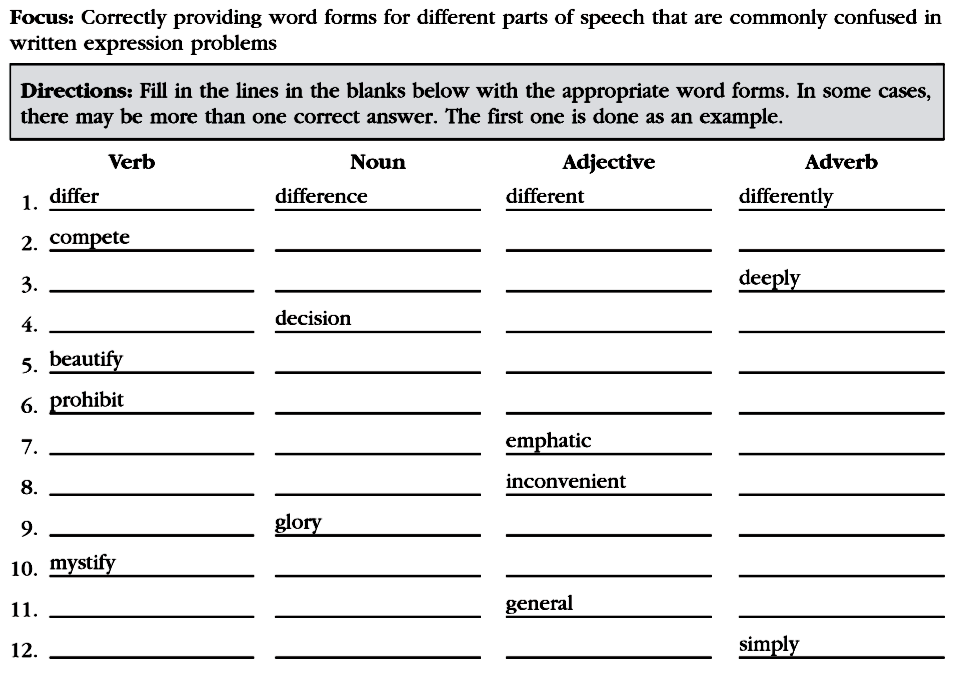 Focus: Correctly providing word forms for different parts of speech that are commonly confused in
written expression problems
Directions: Fill in the lines in the blanks below with the appropriate word forms. In some cases,
there may be more than one correct answer. The first one is done as an example.
Verb Noun Adjective Adverb
1. differ difference different differently
2. compete
3. deeply
4. decision
5. beautify
6. prohibit
7. emphatic
8. inconvenient
9. glory
10. mystify
11. general
12. simply